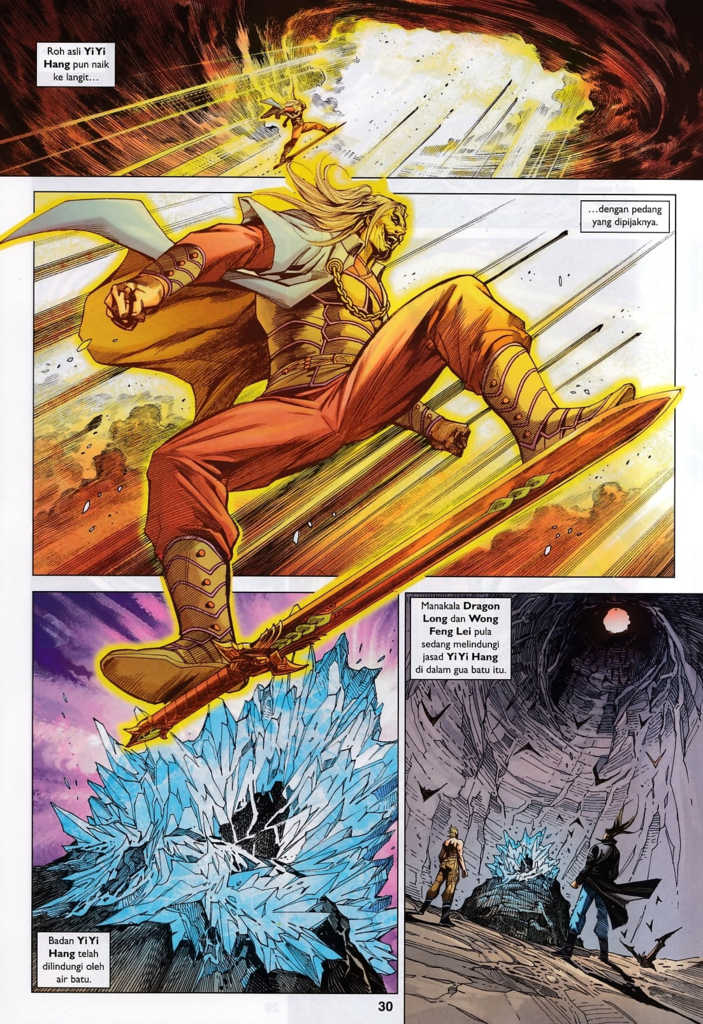 Roh asli YiYi
Hang pun naik
ke langit...
...dengan pedang
yang dipijaknya.
Badan YiYi
Hang telah
dilindungi oleh
air batu.
Manakala Dragon
Long dan Wong
Feng Lei pula
sedang melindungi
jasad YiYi Hang
di dalam gua batu itu.
30